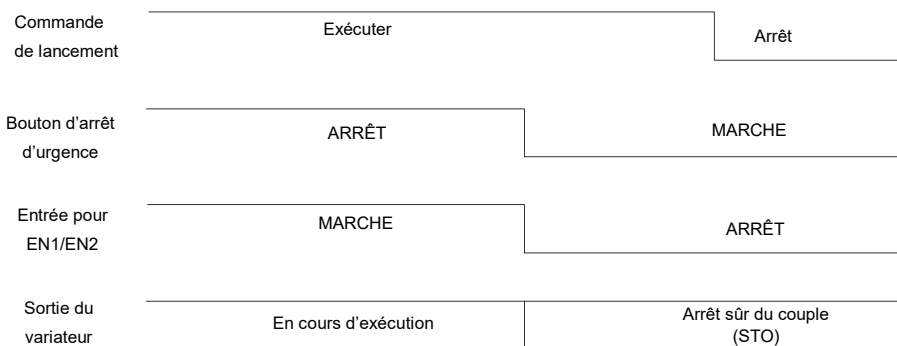 Commande
de lancement
Exécuter
Arrêt
Bouton d'arrêt
d'urgence
ARRÊT
MARCHE
Entrée pour
EN1/EN2
MARCHE
ARRÊT
Sortie du
variateur
En cours d'exécution
Arrêt sûr du couple
(STO)